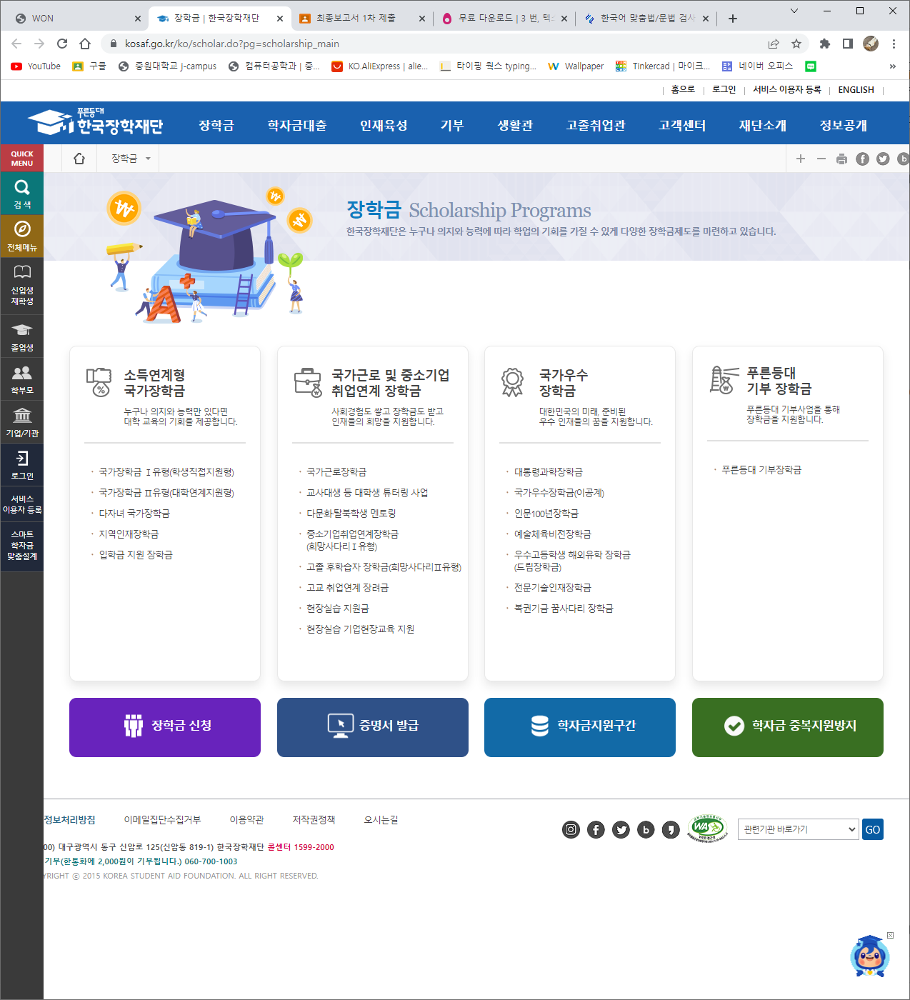 WON
장학금 | 한국장학재단
최종보고서 1차 제출
무료 다운로드 | 3 번, 텍스
한국어 맞춤법/문법 검사
kosaf.go.kr/ko/scholar.do?pg=scholarship_main
YouTube
구클
중원대학교 j-campus
컴퓨터공학과 | 중...
KO.AliExpress | alie...
타이핑 웍스 typing...
Wallpaper
Tinkercad | 마이크...
네이버 오피스
홈으로
로그인
서비스 이용자 등록
ENGLISH
푸른등대
한국장학재단
장학금
학자금대출
인재육성
기부
생활관
고졸취업관
고객센터
재단소개
정보공개
QUICK
MENU
장학금
검 색
전체메뉴
신입생
재학생
졸업생
학부모
기업/기관
로그인
서비스
이용자 등록
스마트
학자금
맞춤설계
장학금 Scholarship Programs
한국장학재단은 누구나 의지와 능력에 따라 학업의 기회를 가질 수 있게 다양한 장학금제도를 마련하고 있습니다.
소득연계형
국가장학금
누구나 의지와 능력만 있다면
대학 교육의 기회를 제공합니다.
· 국가장학금 Ⅰ유형(학생직접지원형)
· 국가장학금 Ⅱ유형(대학연계지원형)
· 다자녀 국가장학금
· 지역인재장학금
· 입학금 지원 장학금
국가근로 및 중소기업
취업연계 장학금
사회경험도 쌓고 장학금도 받고
인재들의 희망을 지원합니다.
· 국가근로장학금
· 교사대생 등 대학생 튜터링 사업
· 다문화·탈북학생 멘토링
· 중소기업취업연계장학금
(희망사다리Ⅰ유형)
· 고졸 후학습자 장학금(희망사다리Ⅱ유형)
· 고교 취업연계 장려금
· 현장실습 지원금
· 현장실습 기업현장교육 지원
국가우수
장학금
대한민국의 미래, 준비된
우수 인재들의 꿈을 지원합니다.
· 대통령과학장학금
· 국가우수장학금(이공계)
· 인문100년장학금
· 예술체육비전장학금
· 우수고등학생 해외유학 장학금
(드림장학금)
· 전문기술인재장학금
· 복권기금 꿈사다리 장학금
푸른등대
기부 장학금
푸른등대 기부사업을 통해
장학금을 지원합니다.
· 푸른등대 기부장학금
장학금 신청
증명서 발급
학자금지원구간
학자금 중복지원방지
정보처리방침
이메일집단수집거부
이용약관
저작권정책
오시는길
WA
관련기관 바로가기
GO
00) 대구광역시 동구 신암로 125(신암동 819-1) 한국장학재단 콜센터 1599-2000
기부(한통화에 2,000원이 기부됩니다.) 060-700-1003
YRIGHT ⓒ 2015 KOREA STUDENT AID FOUNDATION. ALL RIGHT RESERVED.